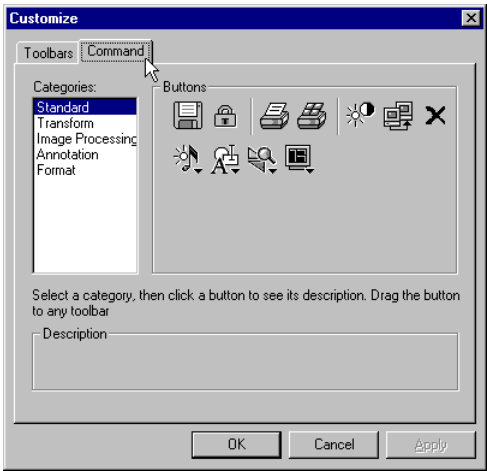 Customize
Toolbars
Command
Categories:
Standard
Transform
Image Processing
Annotation
Format
Buttons
Select a category, then click a button to see its description. Drag the button
to any toolbar
Description
OK
Cancel
Apply